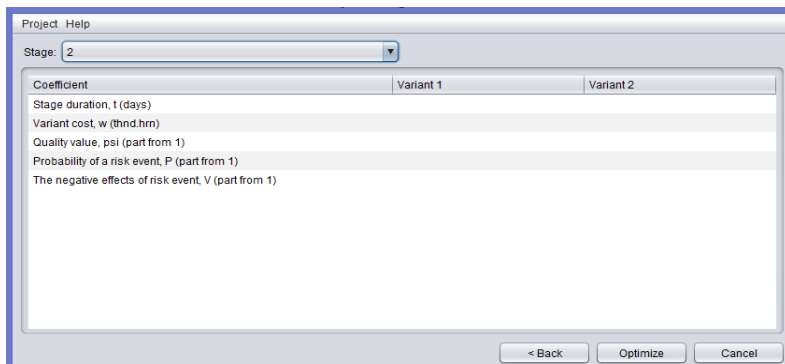 Project Help
Stage: 2
Coefficient Variant 1 Variant 2
Stage duration, t (days)
Variant cost, w (thnd.hrn)
Quality value, psi (part from 1)
Probability of a risk event, P (part from 1)
The negative effects of risk event, V (part from 1)
< Back Optimize Cancel